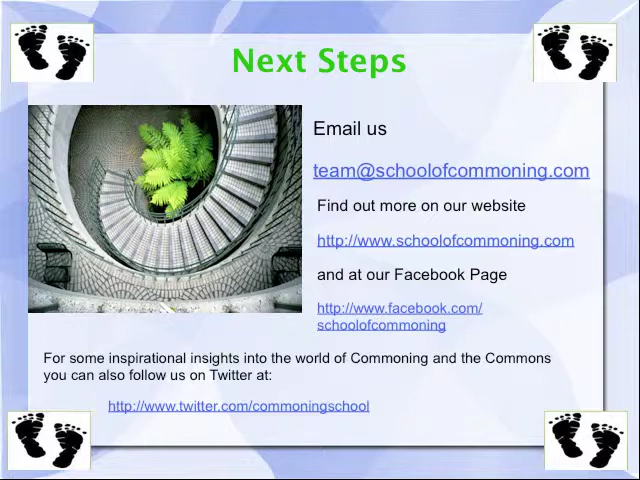 Next Steps
Email us
team@schoolofcommoning.com
Find out more on our website
http://www.schoolofcommoning.com
and at our Facebook Page
http://www.facebook.com/
schoolofcommoning
For some inspirational insights into the world of Commoning and the Commons
you can also follow us on Twitter at:
http://www.twitter.com/commoningschool